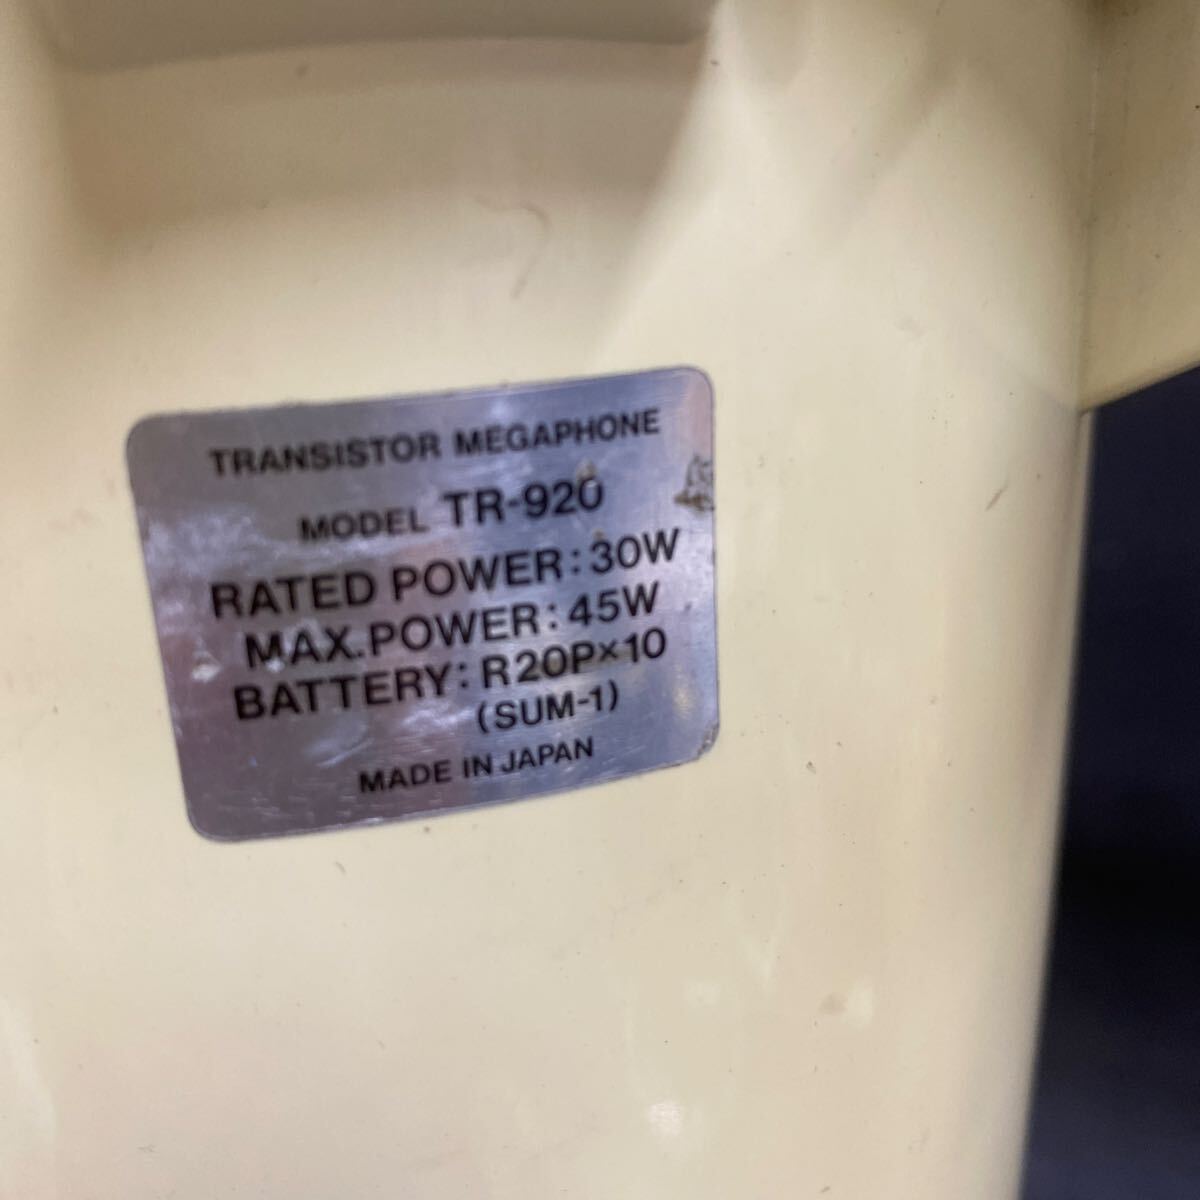 TRANSISTOR MEGAPHONE
MODEL TR-920
RATED POWER: 30W
MAX.POWER: 45W
BATTERY: R20P×10
(SUM-1)
MADE IN JAPAN